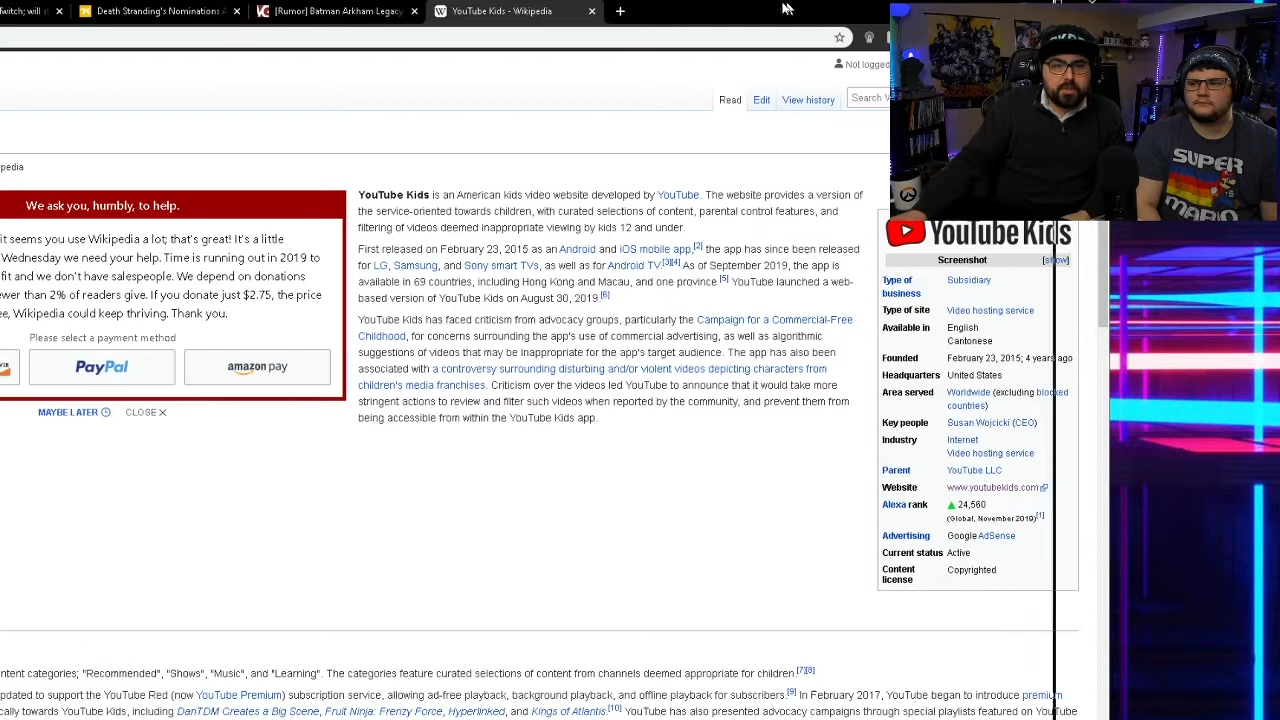 Twitch; will s
Death Stranding's Nominations A
[Rumor] Batman Arkham Legacy
YouTube Kids - Wikipedia
Not logged
Read Edit View history Search
pedia
We ask you, humbly, to help.
it seems you use Wikipedia a lot; that's great! It's a little
Wednesday we need your help. Time is running out in 2019 to
fit and we don't have salespeople. We depend on donations
ewer than 2% of readers give. If you donate just $2.75, the price
e, Wikipedia could keep thriving. Thank you.
Please select a payment method
PayPal
amazon pay
MAYBE LATER CLOSE
YouTube Kids is an American kids video website developed by YouTube. The website provides a version of
the service-oriented towards children, with curated selections of content, parental control features, and
filtering of videos deemed inappropriate viewing by kids 12 and under.
First released on February 23, 2015 as an Android and iOS mobile app,[2] the app has since been released
for LG, Samsung, and Sony smart TVs, as well as for Android TV.[3][4] As of September 2019, the app is
available in 69 countries, including Hong Kong and Macau, and one province.[5] YouTube launched a web-
based version of YouTube Kids on August 30, 2019.[6]
YouTube Kids has faced criticism from advocacy groups, particularly the Campaign for a Commercial-Free
Childhood, for concerns surrounding the app's use of commercial advertising, as well as algorithmic
suggestions of videos that may be inappropriate for the app's target audience. The app has also been
associated with a controversy surrounding disturbing and/or violent videos depicting characters from
children's media franchises. Criticism over the videos led YouTube to announce that it would take more
stringent actions to review and filter such videos when reported by the community, and prevent them from
being accessible from within the YouTube Kids app.
SUPER
MARIO
YouTube Kids
Screenshot [show]
Type of business Subsidiary
Type of site Video hosting service
Available in English
Cantonese
Founded February 23, 2015; 4 years ago
Headquarters United States
Area served Worldwide (excluding blocked
countries)
Key people Susan Wojcicki (CEO)
Industry Internet
Video hosting service
Parent YouTube LLC
Website www.youtubekids.com
Alexa rank 24,560
(Global, November 2019)[1]
Advertising Google AdSense
Current status Active
Content license Copyrighted
ntent categories; "Recommended", "Shows", "Music", and "Learning". The categories feature curated selections of content from channels deemed appropriate for children.[7][8]
updated to support the YouTube Red (now YouTube Premium) subscription service, allowing ad-free playback, background playback, and offline playback for subscribers.[9] In February 2017, YouTube began to introduce premium
cally towards YouTube Kids, including DanTDM Creates a Big Scene, Fruit Ninja: Frenzy Force, Hyperlinked, and Kings of Atlantis.[10] YouTube has also presented advocacy campaigns through special playlists featured on YouTube